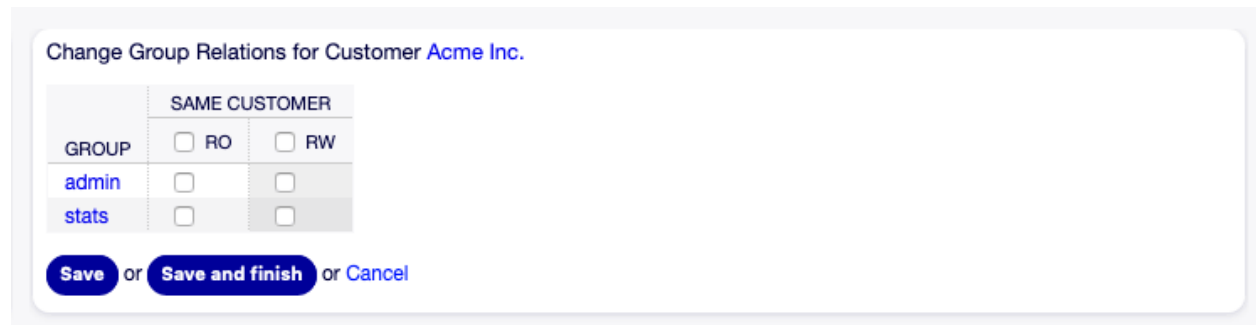 Change Group Relations for Customer Acme Inc.
SAME CUSTOMER
GROUP RO RW
admin
stats
Save or Save and finish or Cancel